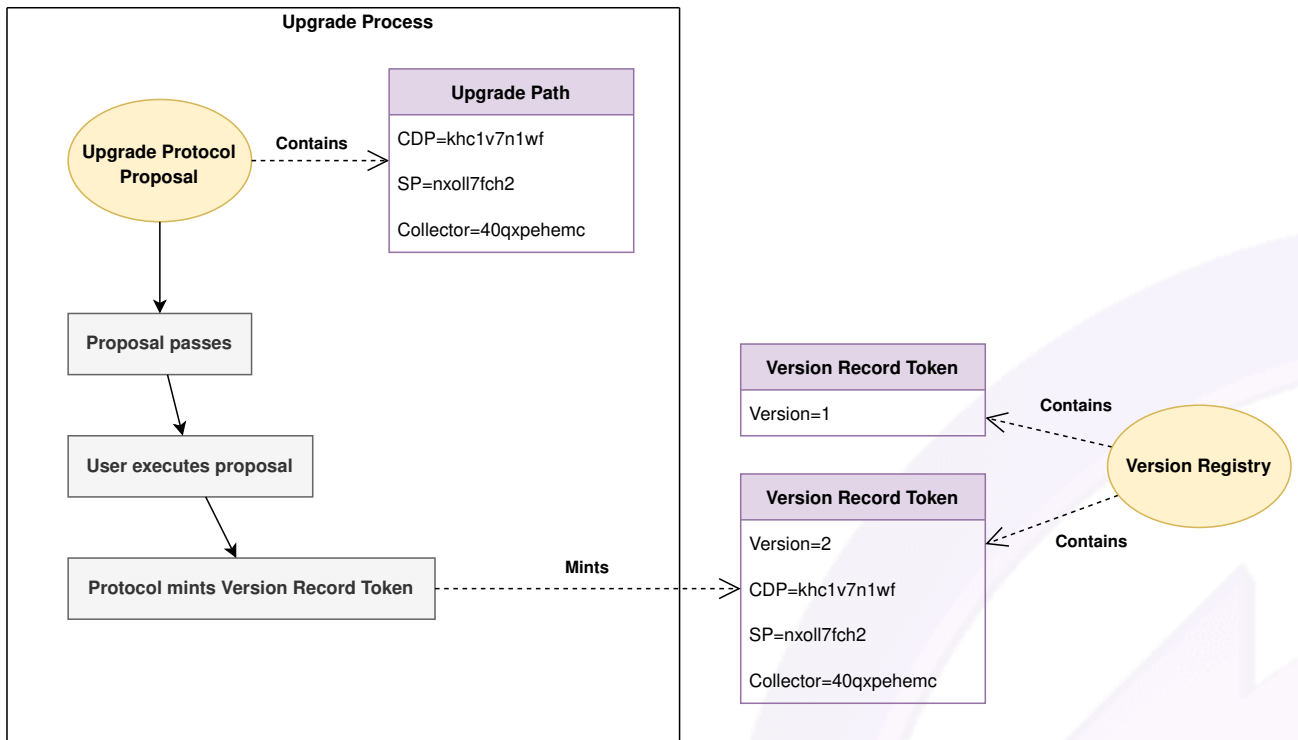 Upgrade Process
Upgrade Protocol
Proposal
Contains
Upgrade Path
CDP=khc1v7n1wf
SP=nxoll7fch2
Collector=40qxpehemc
Proposal passes
User executes proposal
Protocol mints Version Record Token
Mints
Version Record Token
Version=1
Version Record Token
Version=2
CDP=khc1v7n1wf
SP=nxoll7fch2
Collector=40qxpehemc
Contains
Version Registry
Contains